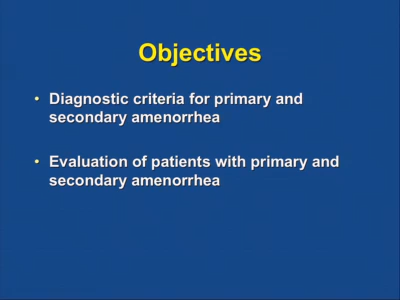 Objectives
• Diagnostic criteria for primary and
secondary amenorrhea
• Evaluation of patients with primary and
secondary amenorrhea